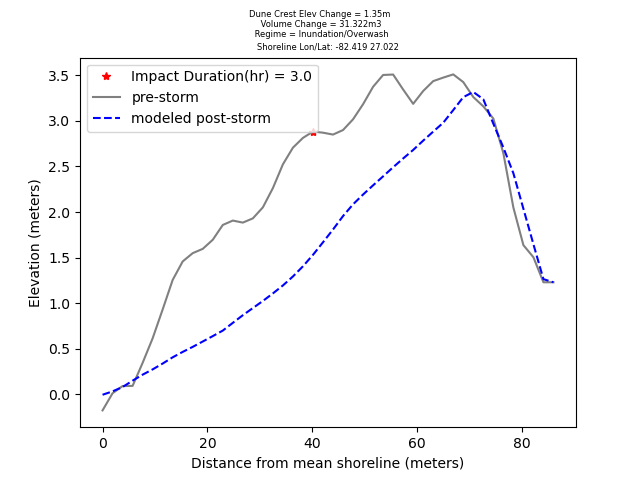 Dune Crest Elev Change = 1.35m
Volume Change = 31.322m3
Regime = Inundation/Overwash
Shoreline Lon/Lat: -82.419 27.022
Impact Duration(hr) = 3.0
pre-storm
modeled post-storm
3.5
3.0
2.5
2.0
1.5
1.0
0.5
0.0
Elevation (meters)
0 20 40 60 80
Distance from mean shoreline (meters)